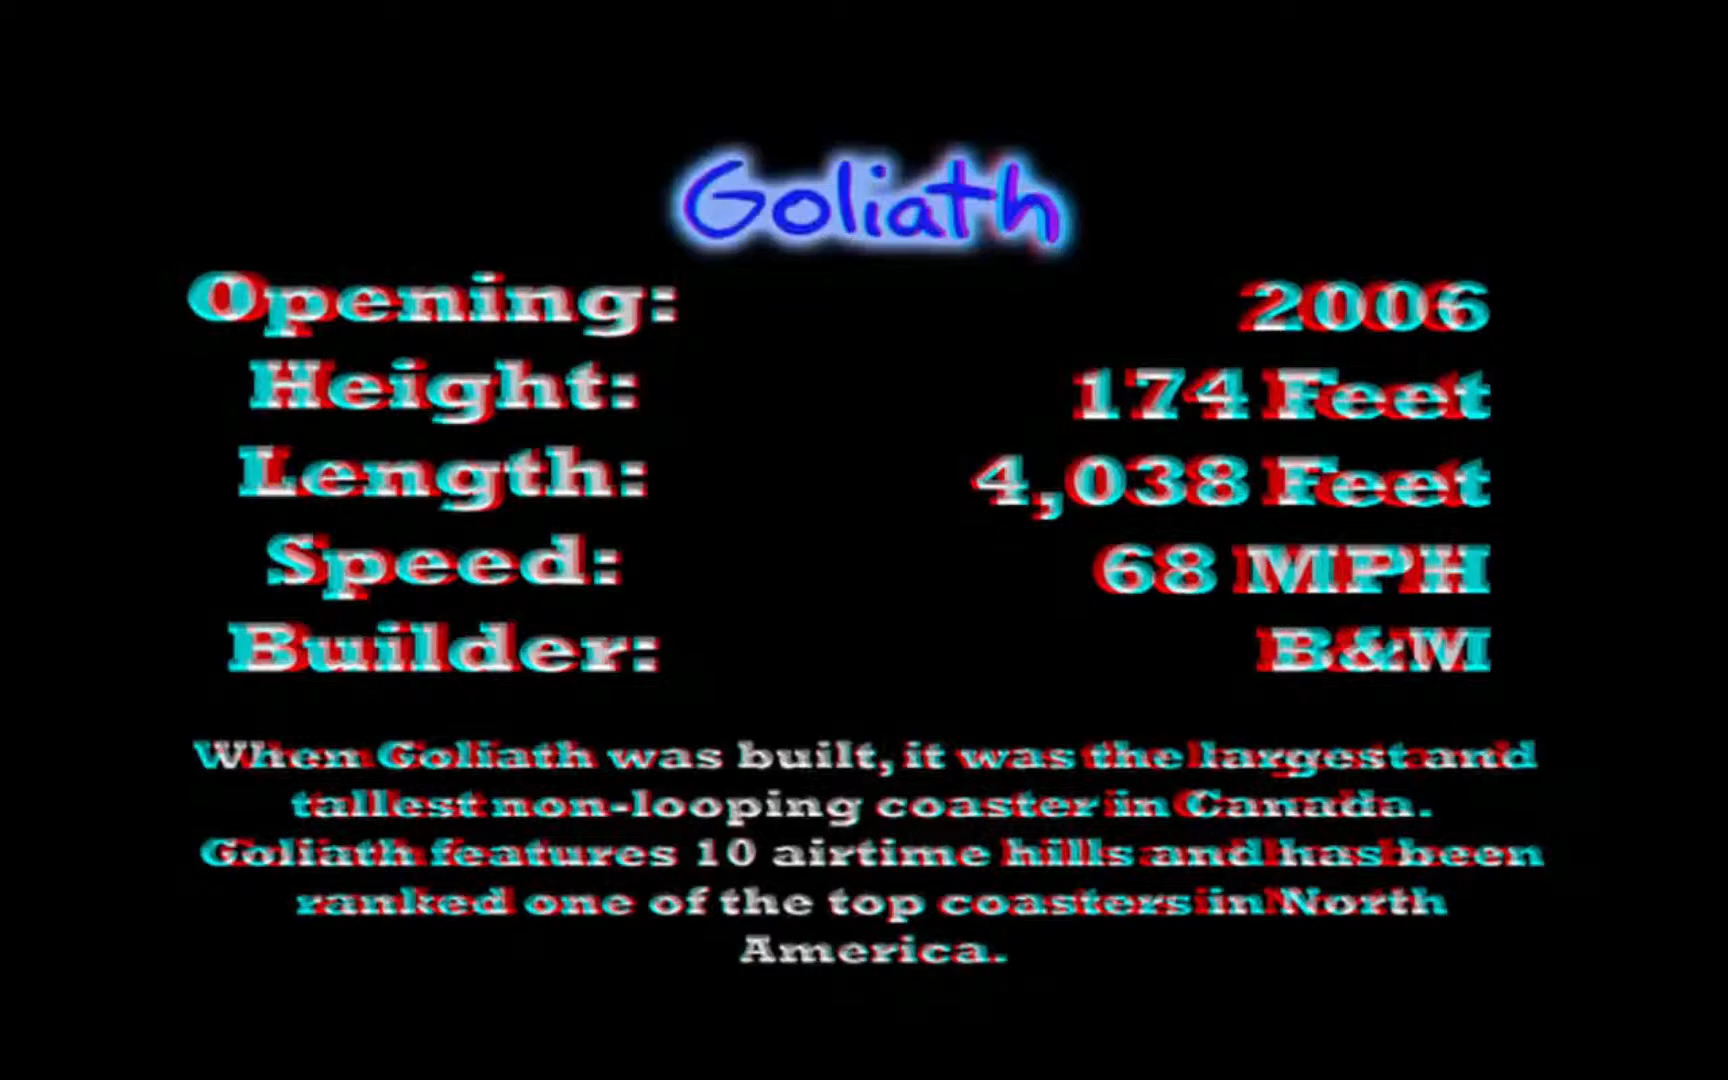 Goliath
Opening: 2006
Height: 174 Feet
Length: 4,038 Feet
Speed: 68 MPH
Builder: B&M
When Goliath was built, it was the largest and
tallest non-looping coaster in Canada.
Goliath features 10 airtime hills and has been
ranked one of the top coasters in North
America.